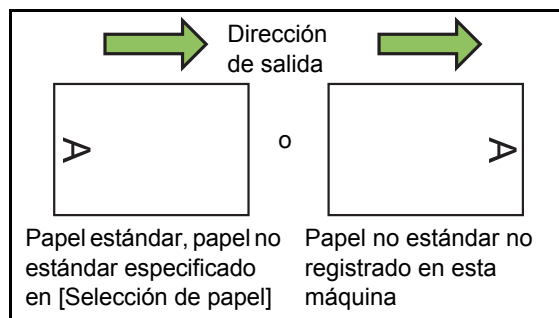 Dirección
de salida
A
o
A
Papel estándar, papel no
estándar especificado
en [Selección de papel]
Papel no estándar no
registrado en esta
máquina